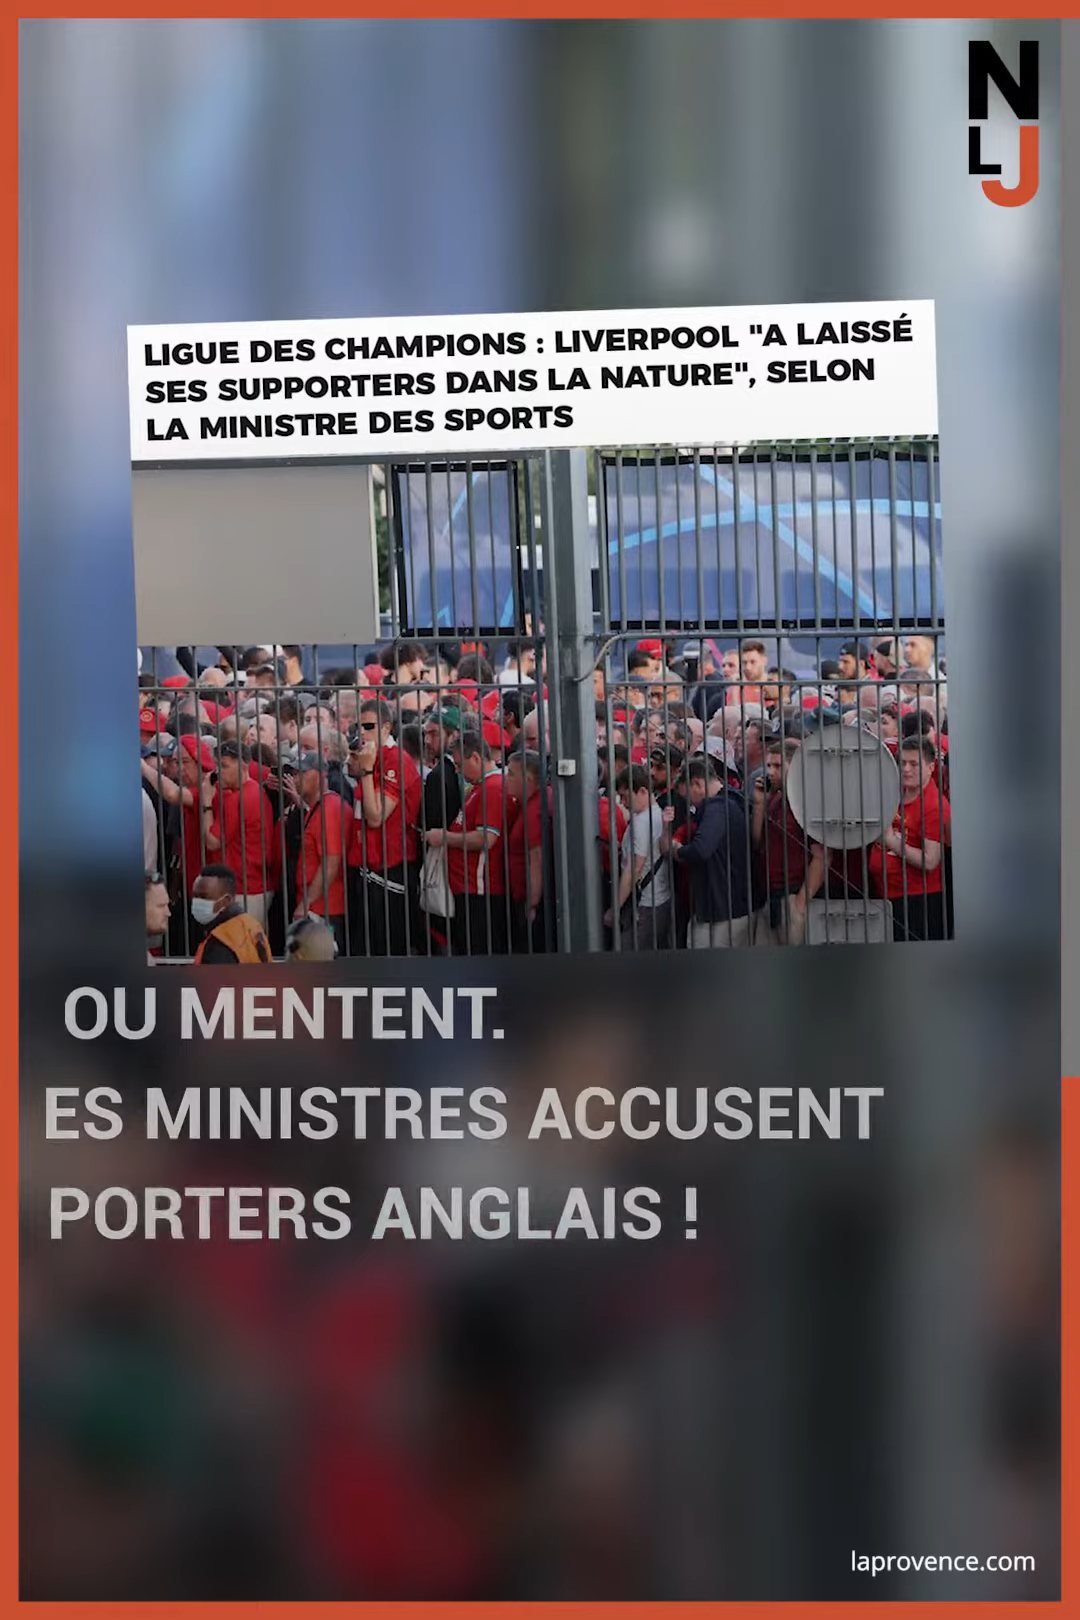 NLJ
LIGUE DES CHAMPIONS : LIVERPOOL "A LAISSÉ
SES SUPPORTERS DANS LA NATURE", SELON
LA MINISTRE DES SPORTS
OU MENTENT.
ES MINISTRES ACCUSENT
PORTERS ANGLAIS !
laprovence.com